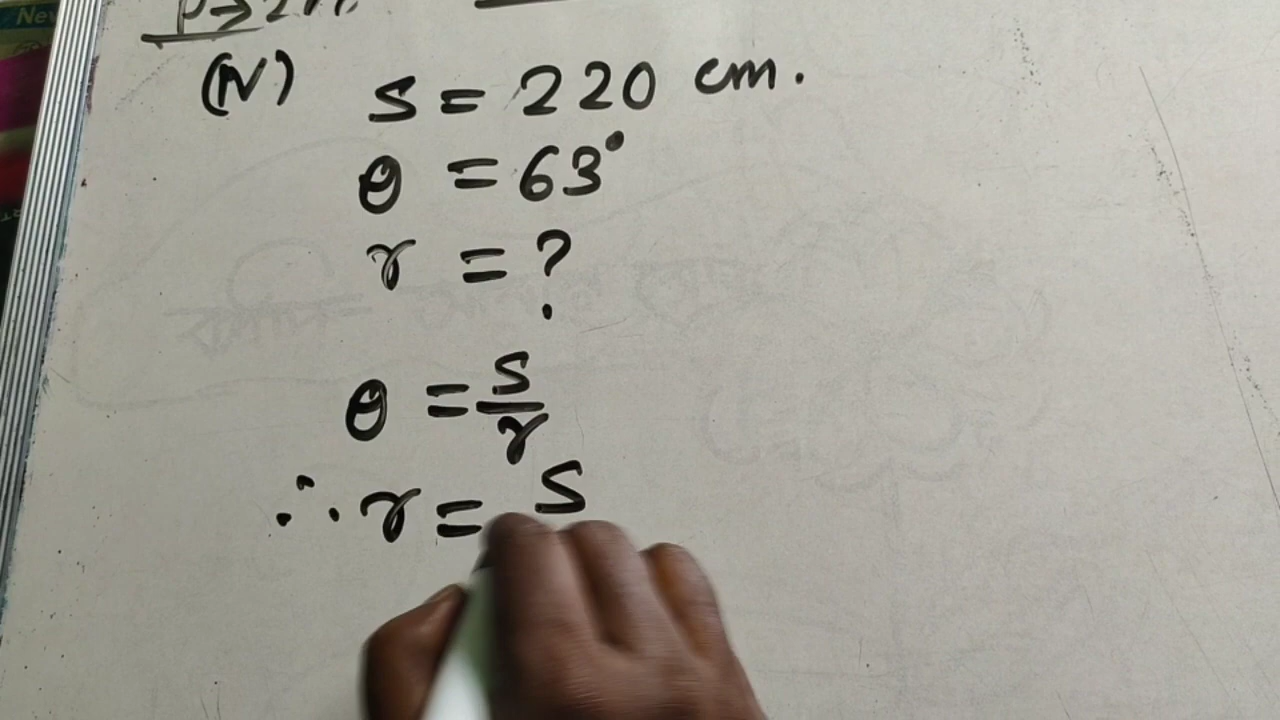 (iv) s = 220 cm.
θ = 63°
r = ?
θ = s/r
∴ r = s